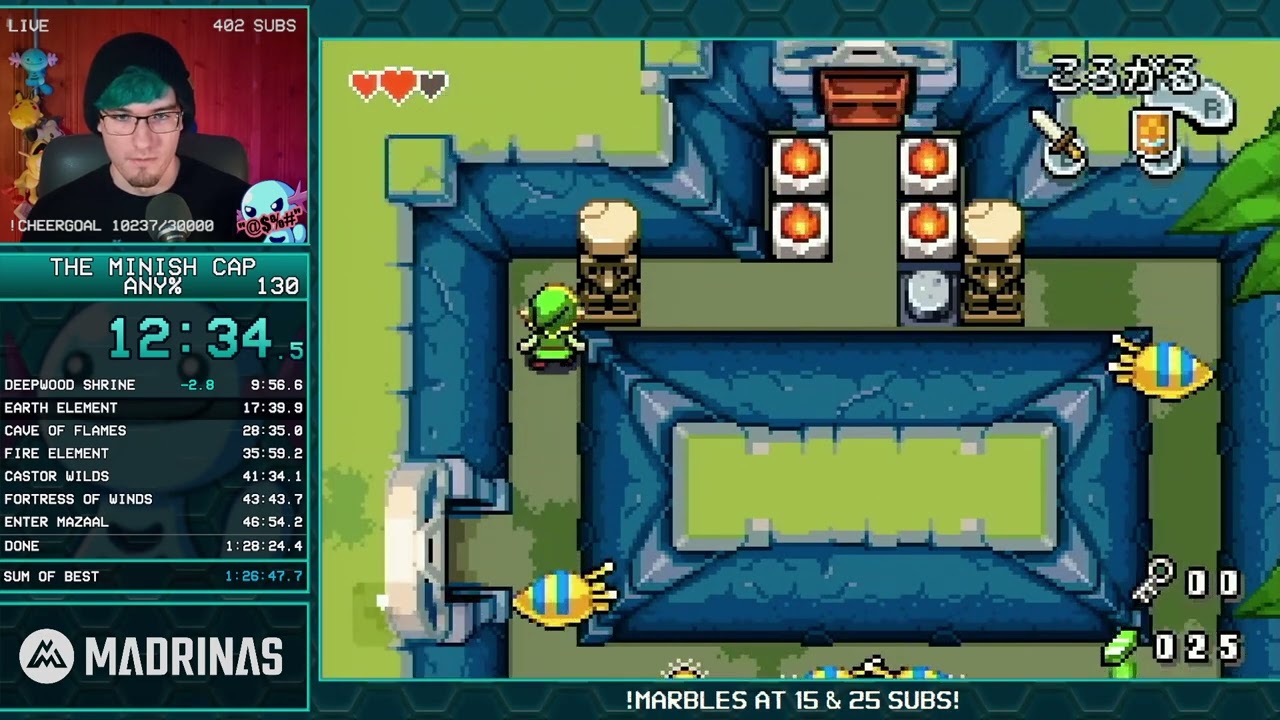 LIVE 402 SUBS
!CHEERGOAL 10237/30000
"@$%#"
THE MINISH CAP
ANY% 130
12:34.5
DEEPWOOD SHRINE -2.8 9:56.6
EARTH ELEMENT 17:39.9
CAVE OF FLAMES 28:35.0
FIRE ELEMENT 35:59.2
CASTOR WILDS 41:34.1
FORTRESS OF WINDS 43:43.7
ENTER MAZAAL 46:54.2
DONE 1:28:24.4
SUM OF BEST 1:26:47.7
MADRINAS
ころがる
R
00
025
!MARBLES AT 15 & 25 SUBS!